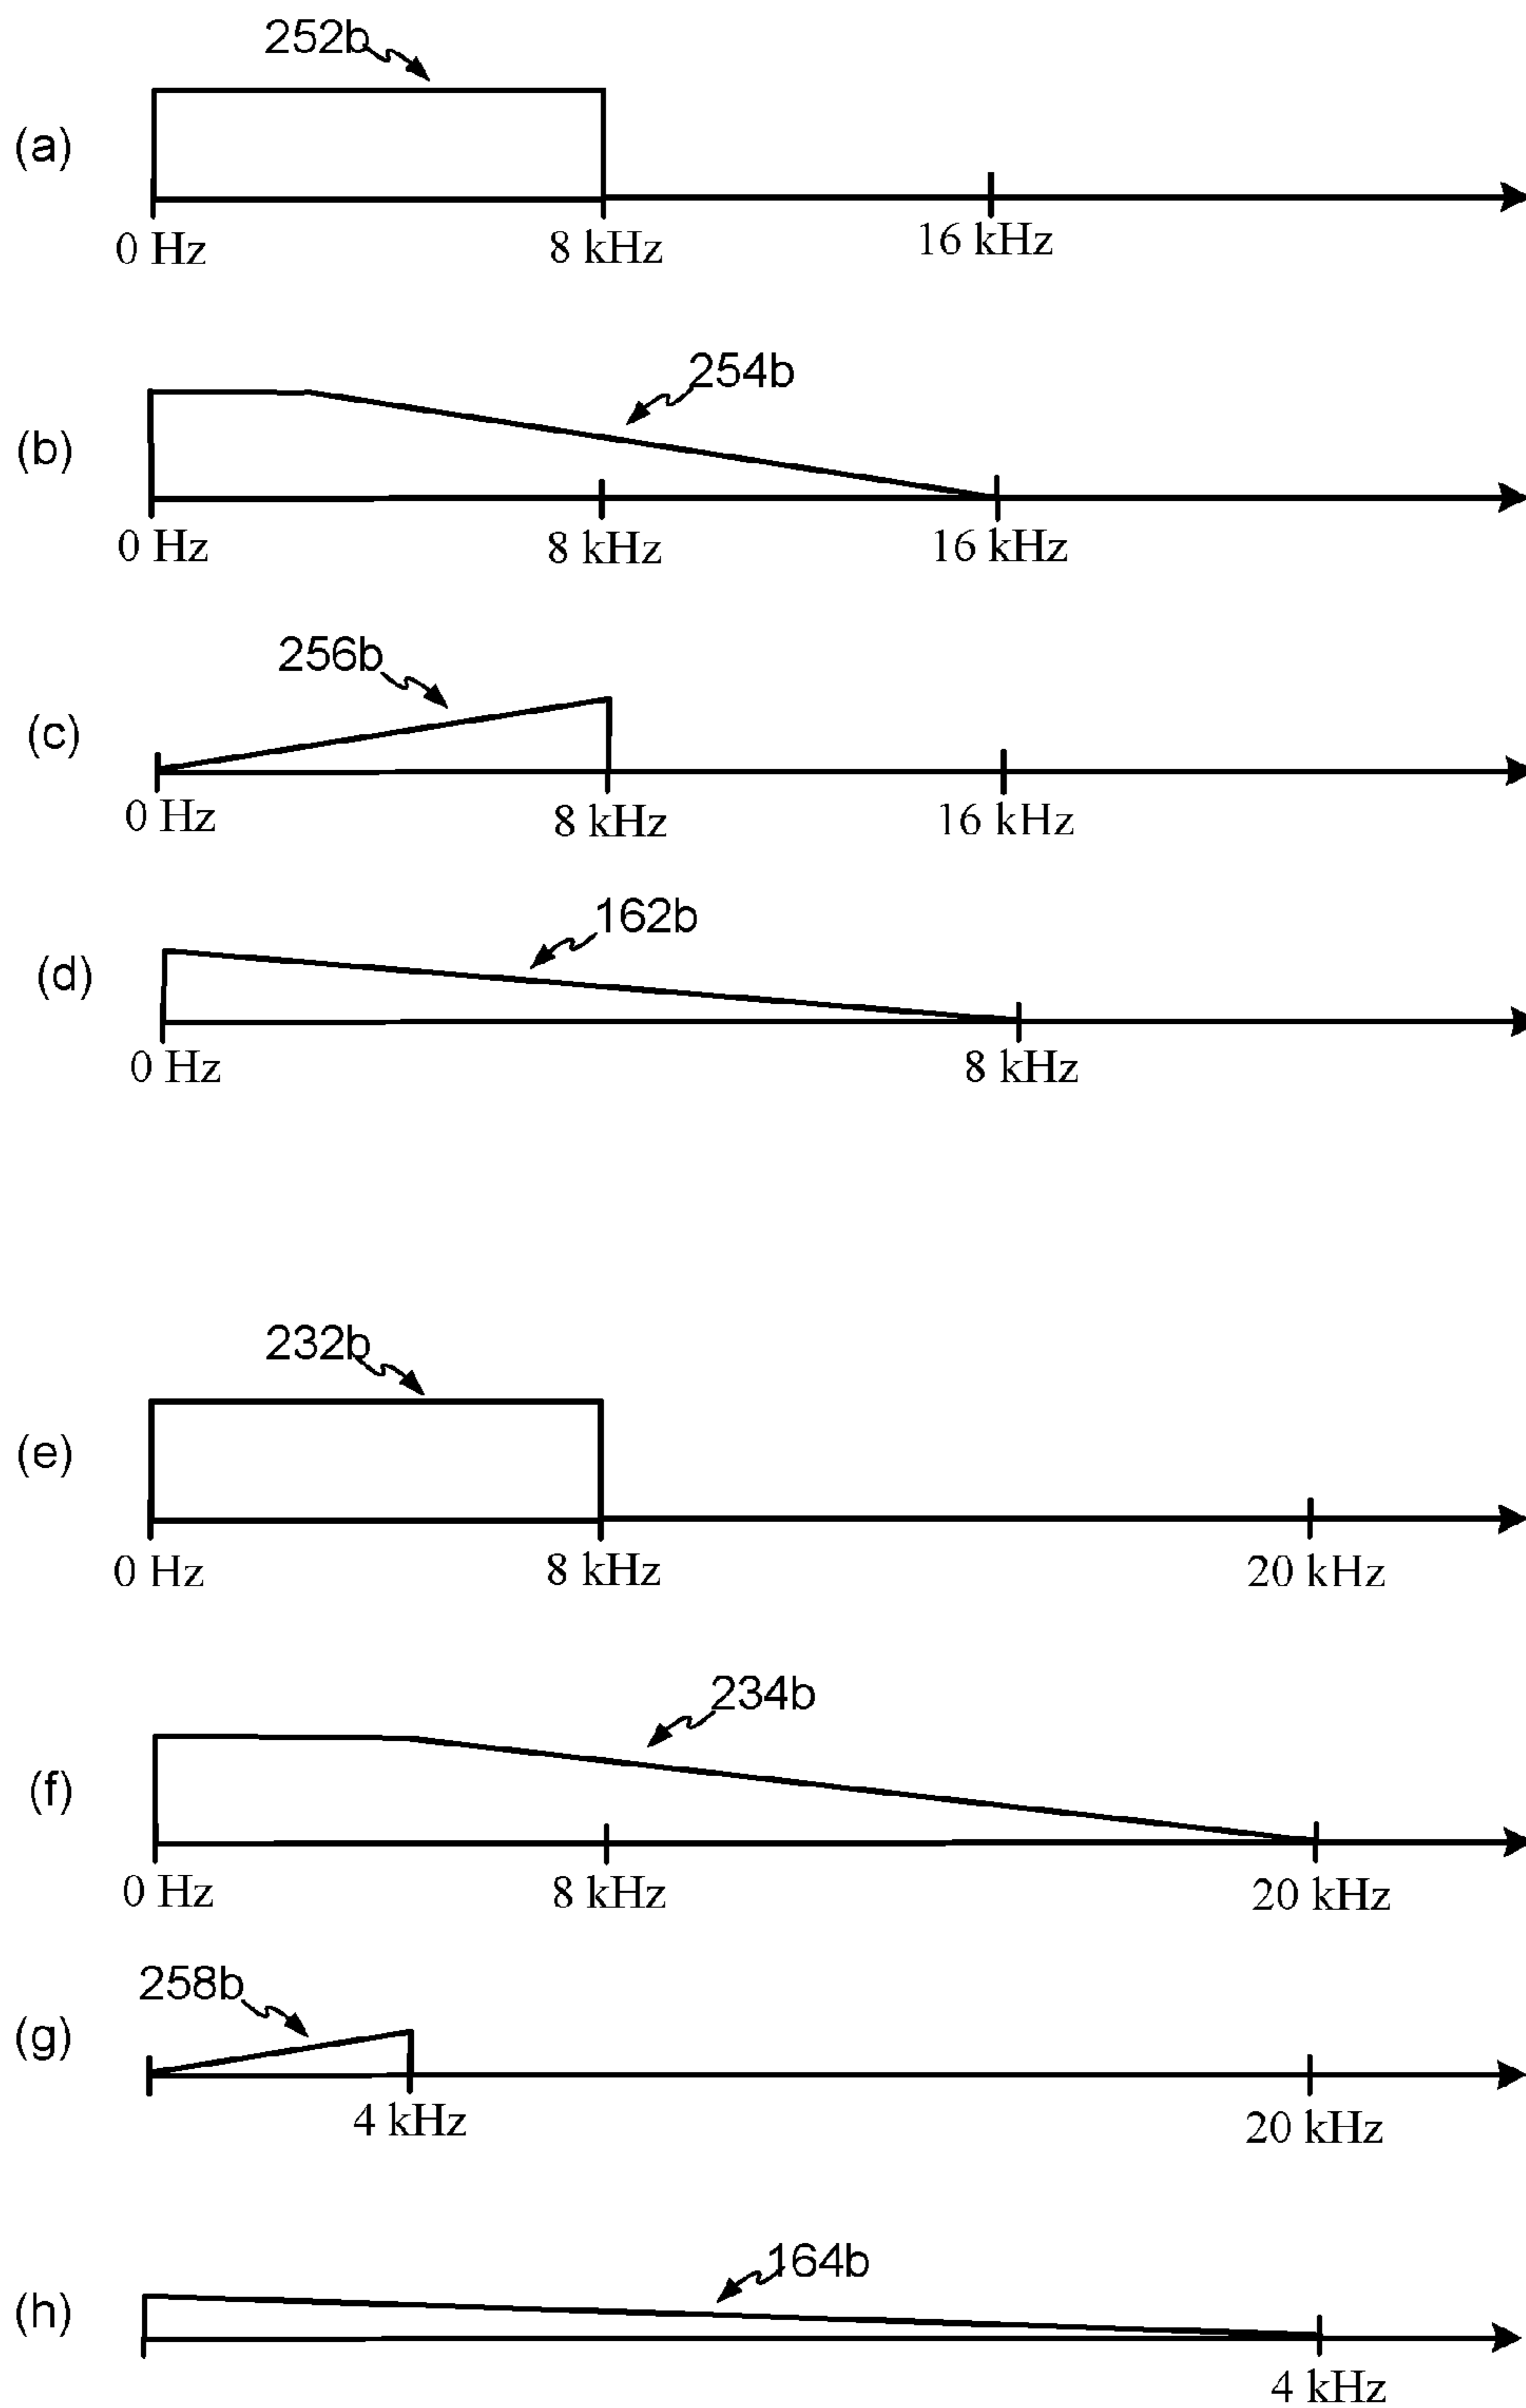 252b
(a)
0 Hz 8 kHz 16 kHz
254b
(b)
0 Hz 8 kHz 16 kHz
256b
(c)
0 Hz 8 kHz 16 kHz
162b
(d)
0 Hz 8 kHz
232b
(e)
0 Hz 8 kHz 20 kHz
234b
(f)
0 Hz 8 kHz 20 kHz
258b
(g)
4 kHz 20 kHz
164b
(h)
4 kHz